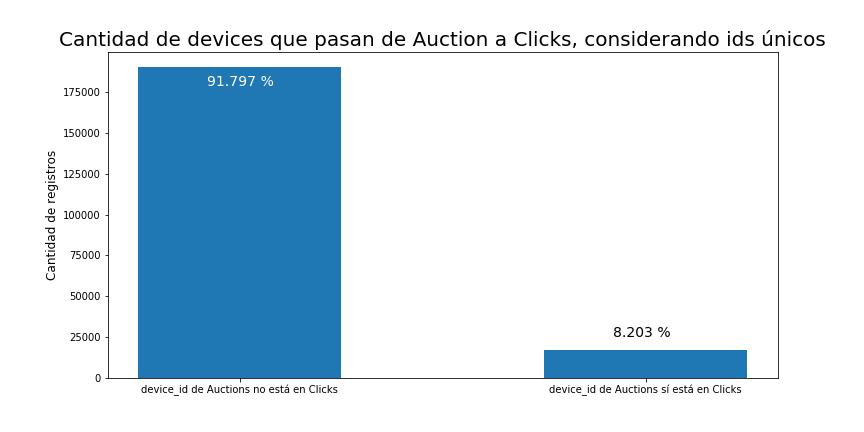 Cantidad de devices que pasan de Auction a Clicks, considerando ids únicos
91.797 %
175000
150000
125000
100000
75000
50000
25000
0
Cantidad de registros
8.203 %
device_id de Auctions no está en Clicks
device_id de Auctions sí está en Clicks